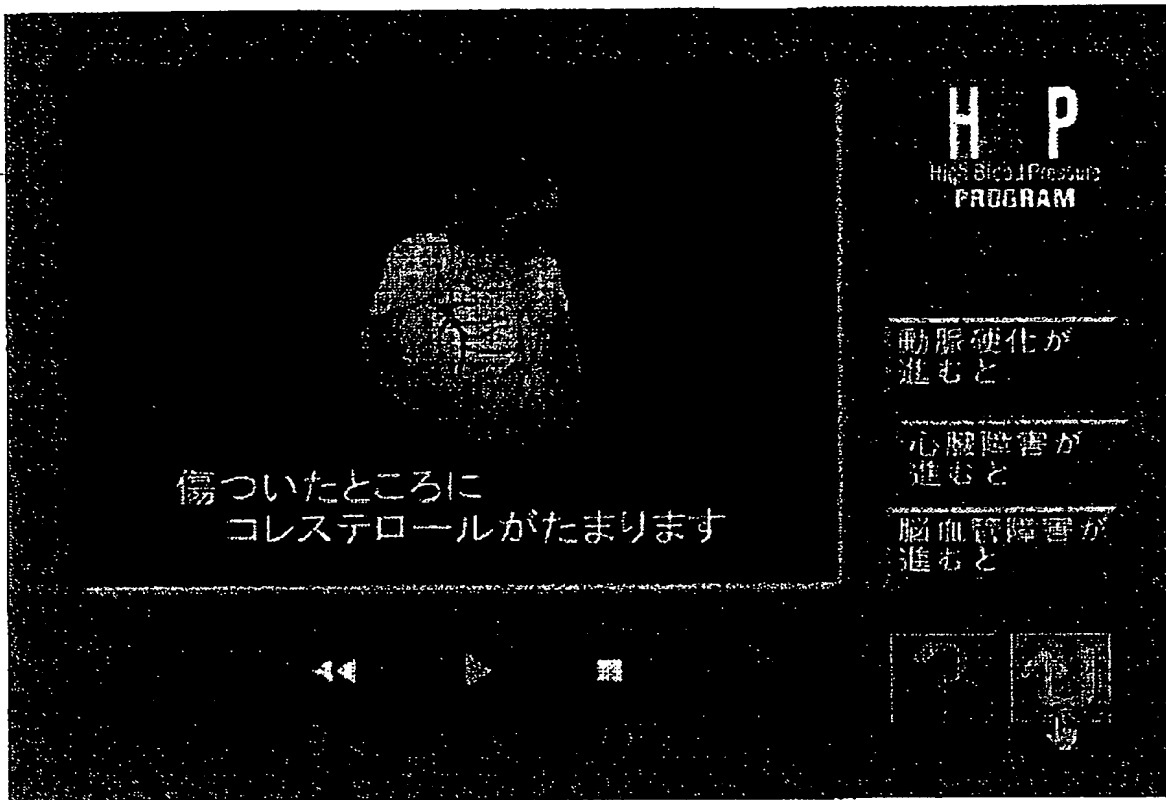 傷ついたところに
コレステロールがたまります
H P
High Blood Pressure
PROGRAM
動脈硬化が
進むと
心臓障害が
進むと
脳血管障害が
進むと